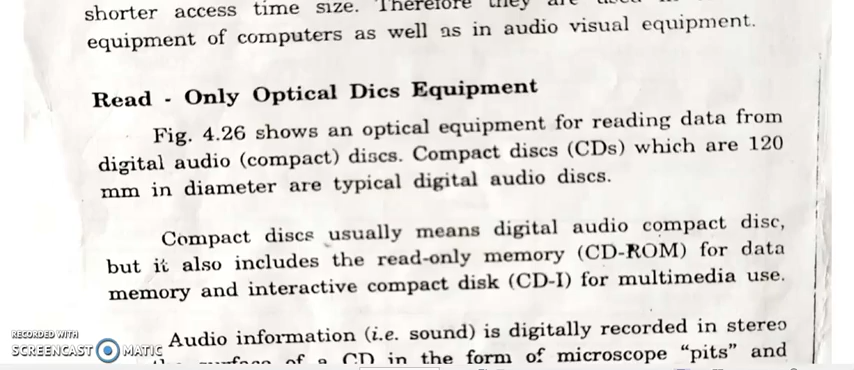 shorter access time size. Therefore they are used
equipment of computers as well as in audio visual equipment.
Read - Only Optical Dics Equipment
Fig. 4.26 shows an optical equipment for reading data from
digital audio (compact) discs. Compact discs (CDs) which are 120
mm in diameter are typical digital audio discs.
Compact discs usually means digital audio compact disc,
but it also includes the read-only memory (CD-ROM) for data
memory and interactive compact disk (CD-I) for multimedia use.
Audio information (i.e. sound) is digitally recorded in stereo
surface of a CD in the form of microscope “pits” and
RECORDED WITH
SCREENCAST MATIC